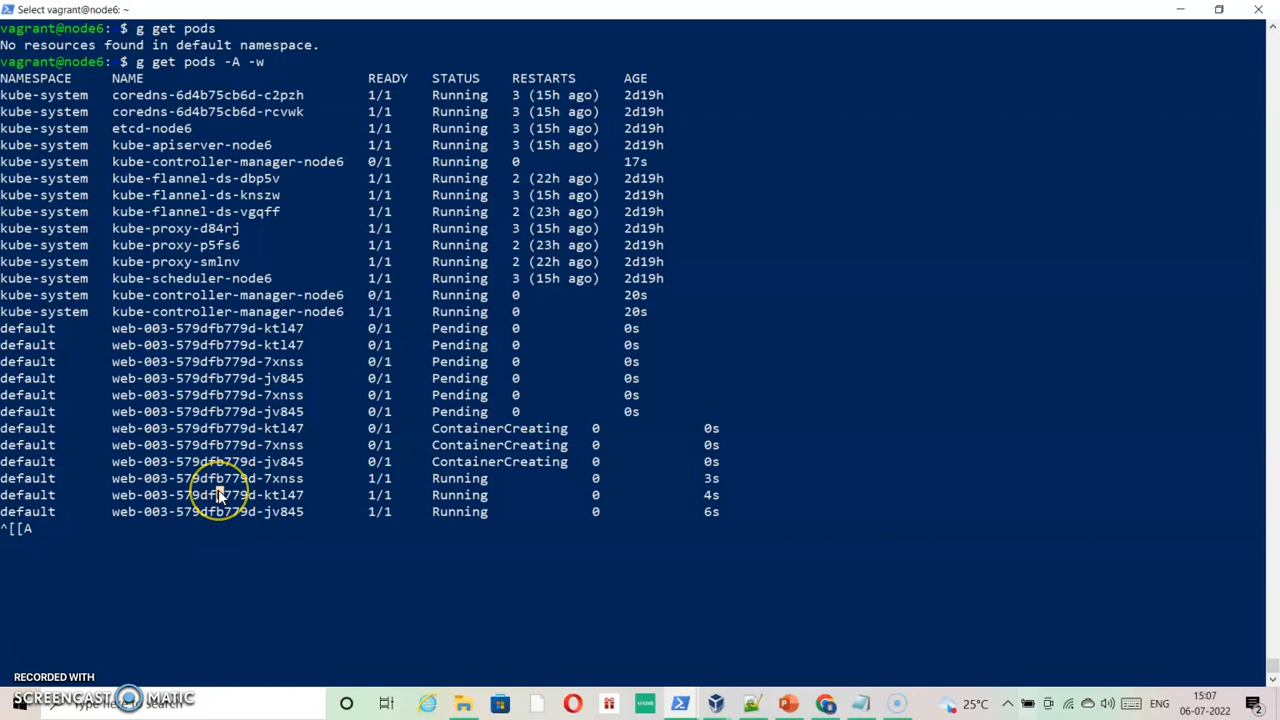 Select vagrant@node6: ~
vagrant@node6: $ g get pods
No resources found in default namespace.
vagrant@node6: $ g get pods -A -w
NAMESPACE NAME READY STATUS RESTARTS AGE
kube-system coredns-6d4b75cb6d-c2pzh 1/1 Running 3 (15h ago) 2d19h
kube-system coredns-6d4b75cb6d-rcvwk 1/1 Running 3 (15h ago) 2d19h
kube-system etcd-node6 1/1 Running 3 (15h ago) 2d19h
kube-system kube-apiserver-node6 1/1 Running 3 (15h ago) 2d19h
kube-system kube-controller-manager-node6 0/1 Running 0 17s
kube-system kube-flannel-ds-dbp5v 1/1 Running 2 (22h ago) 2d19h
kube-system kube-flannel-ds-knszw 1/1 Running 3 (15h ago) 2d19h
kube-system kube-flannel-ds-vgqff 1/1 Running 2 (23h ago) 2d19h
kube-system kube-proxy-d84rj 1/1 Running 3 (15h ago) 2d19h
kube-system kube-proxy-p5fs6 1/1 Running 2 (23h ago) 2d19h
kube-system kube-proxy-smlnv 1/1 Running 2 (22h ago) 2d19h
kube-system kube-scheduler-node6 1/1 Running 3 (15h ago) 2d19h
kube-system kube-controller-manager-node6 0/1 Running 0 20s
kube-system kube-controller-manager-node6 1/1 Running 0 20s
default web-003-579dfb779d-ktl47 0/1 Pending 0 0s
default web-003-579dfb779d-ktl47 0/1 Pending 0 0s
default web-003-579dfb779d-7xnss 0/1 Pending 0 0s
default web-003-579dfb779d-jv845 0/1 Pending 0 0s
default web-003-579dfb779d-7xnss 0/1 Pending 0 0s
default web-003-579dfb779d-jv845 0/1 Pending 0 0s
default web-003-579dfb779d-ktl47 0/1 ContainerCreating 0 0s
default web-003-579dfb779d-7xnss 0/1 ContainerCreating 0 0s
default web-003-579dfb779d-jv845 0/1 ContainerCreating 0 0s
default web-003-579dfb779d-7xnss 1/1 Running 0 3s
default web-003-579dfb779d-ktl47 1/1 Running 0 4s
default web-003-579dfb779d-jv845 1/1 Running 0 6s
^[[A
RECORDED WITH
SCREENCAST MATIC
25°C
15:07
06-07-2022
2